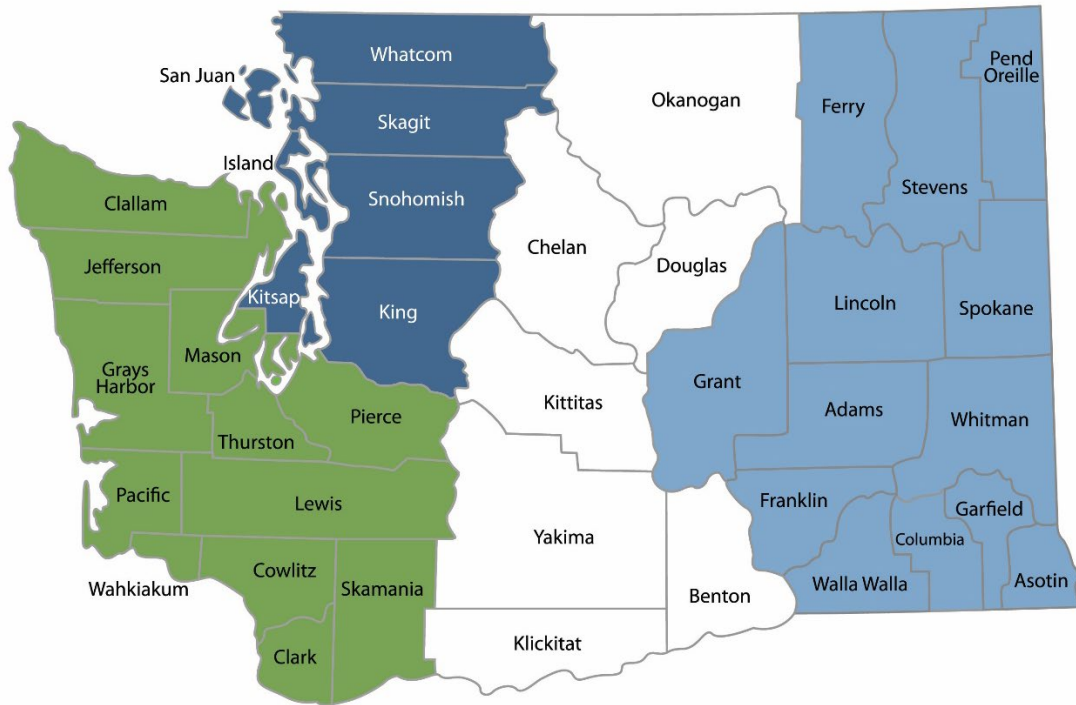 Whatcom
San Juan
Pend
Oreille
Okanogan
Ferry
Skagit
Island
Stevens
Snohomish
Clallam
Chelan
Jefferson
Douglas
Kitsap
Lincoln
Spokane
King
Mason
Grays
Harbor
Grant
Kittitas
Adams
Pierce
Whitman
Thurston
Pacific
Lewis
Franklin
Garfield
Yakima
Columbia
Wahkiakum
Cowlitz
Skamania
Walla Walla
Asotin
Benton
Klickitat
Clark